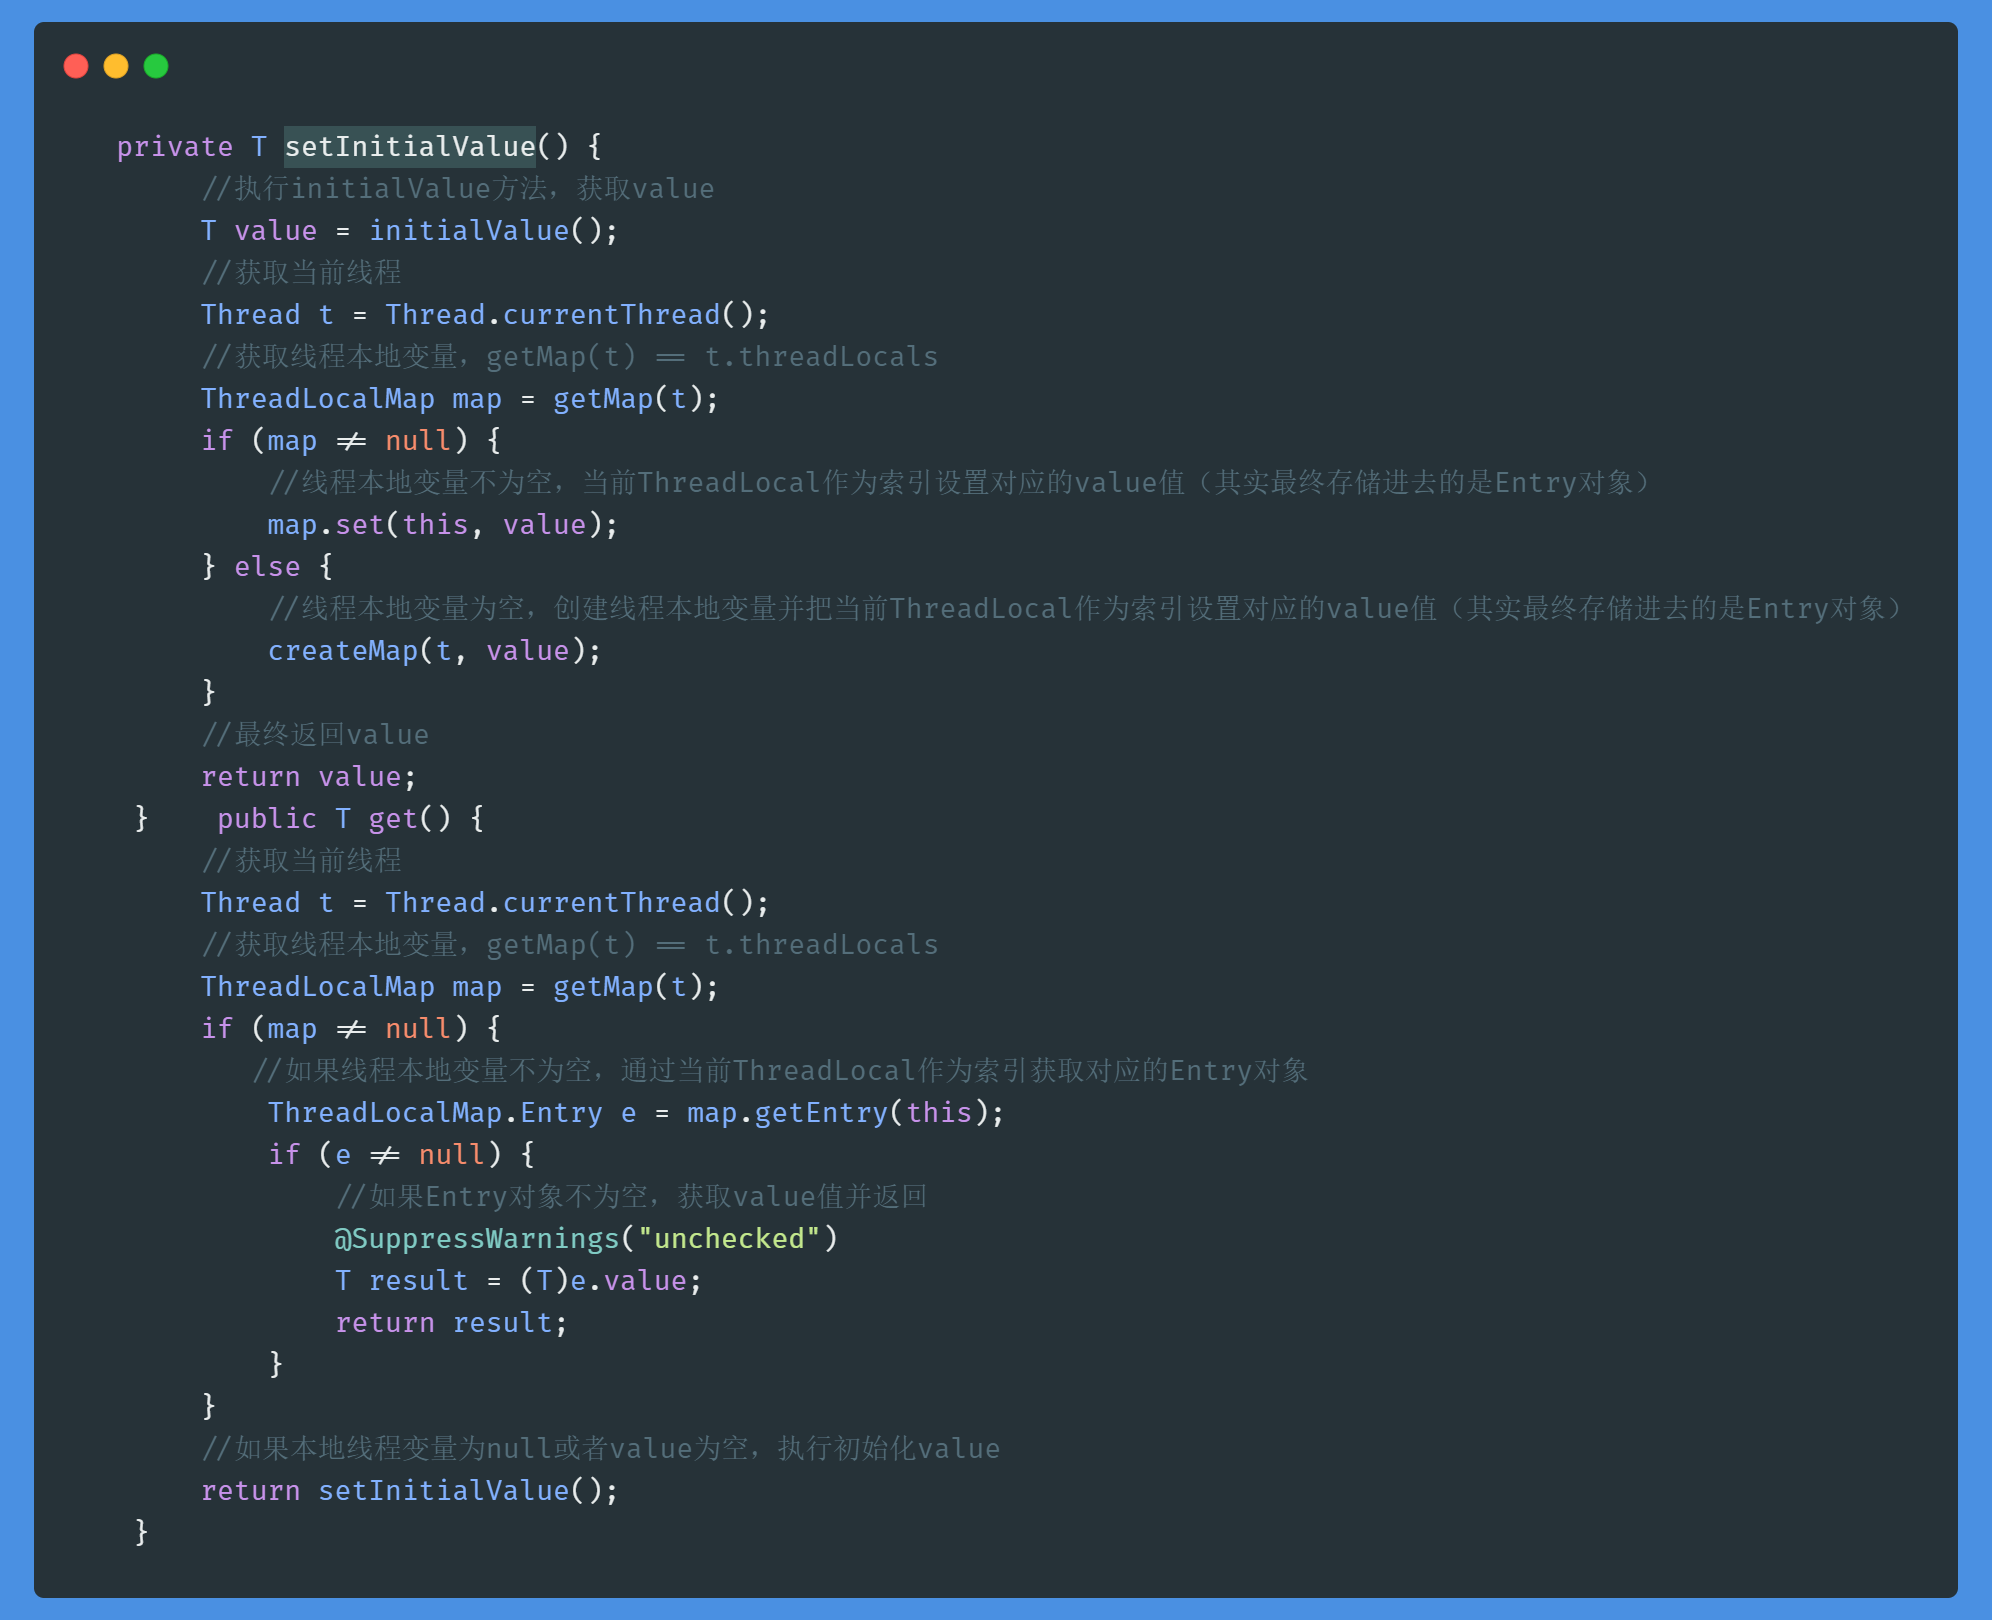 private T setInitialValue() {
//执行initialValue方法，获取value
T value = initialValue();
//获取当前线程
Thread t = Thread.currentThread();
//获取线程本地变量，getMap(t) == t.threadLocals
ThreadLocalMap map = getMap(t);
if (map != null) {
//线程本地变量不为空，当前ThreadLocal作为索引设置对应的value值（其实最终存储进去的是Entry对象）
map.set(this, value);
} else {
//线程本地变量为空，创建线程本地变量并把当前ThreadLocal作为索引设置对应的value值（其实最终存储进去的是Entry对象）
createMap(t, value);
}
//最终返回value
return value;
}    public T get() {
//获取当前线程
Thread t = Thread.currentThread();
//获取线程本地变量，getMap(t) == t.threadLocals
ThreadLocalMap map = getMap(t);
if (map != null) {
//如果线程本地变量不为空，通过当前ThreadLocal作为索引获取对应的Entry对象
ThreadLocalMap.Entry e = map.getEntry(this);
if (e != null) {
//如果Entry对象不为空，获取value值并返回
@SuppressWarnings("unchecked")
T result = (T)e.value;
return result;
}
}
//如果本地线程变量为null或者value为空，执行初始化value
return setInitialValue();
}